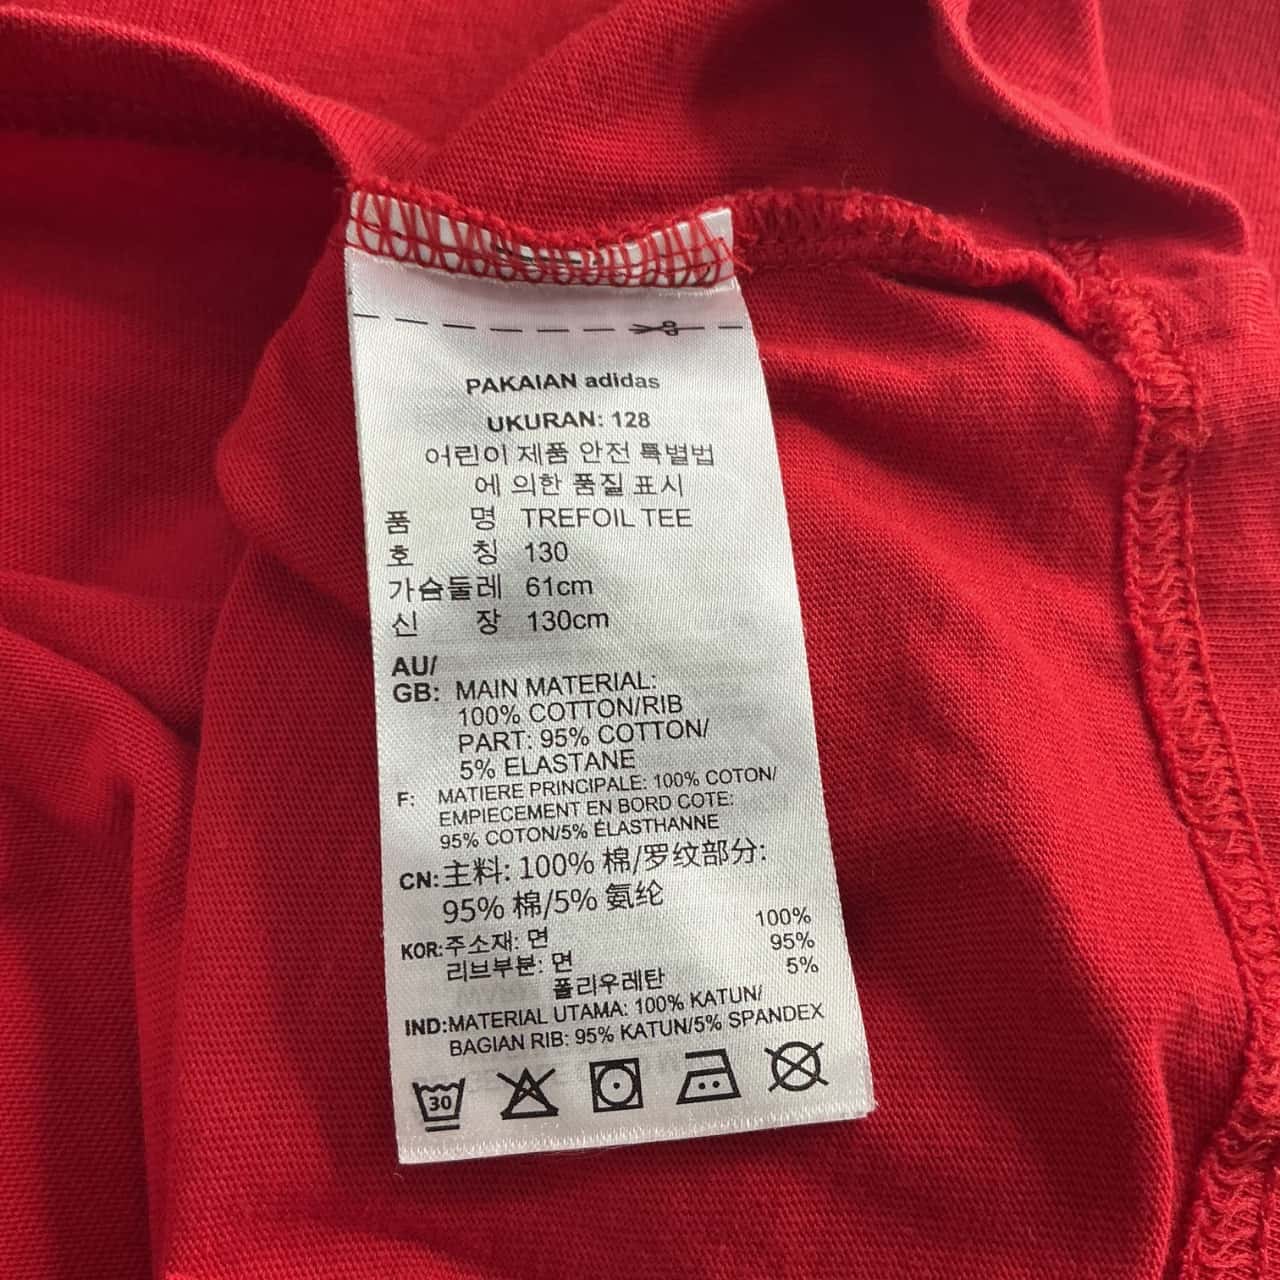 PAKAIAN adidas
UKURAN: 128
어린이 제품 안전 특별법
에 의한 품질 표시
품 명 TREFOIL TEE
호 칭 130
가슴둘레 61cm
신 장 130cm
AU/
GB: MAIN MATERIAL:
100% COTTON/RIB
PART: 95% COTTON/
5% ELASTANE
F: MATIERE PRINCIPALE: 100% COTON/
EMPIECEMENT EN BORD COTE:
95% COTON/5% ÉLASTHANNE
CN: 主料: 100% 棉/罗纹部分:
95% 棉/5% 氨纶
KOR: 주소재: 면 100%
리브부분: 면 95%
폴리우레탄 5%
IND: MATERIAL UTAMA: 100% KATUN/
BAGIAN RIB: 95% KATUN/5% SPANDEX
30